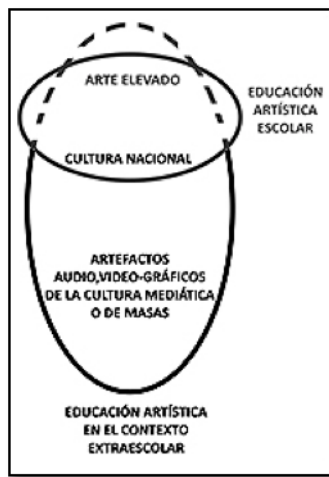 ARTE ELEVADO
EDUCACIÓN
ARTÍSTICA
ESCOLAR
CULTURA NACIONAL
ARTEFACTOS
AUDIO,VIDEO-GRÁFICOS
DE LA CULTURA MEDIÁTICA
O DE MASAS
EDUCACIÓN ARTÍSTICA
EN EL CONTEXTO
EXTRAESCOLAR